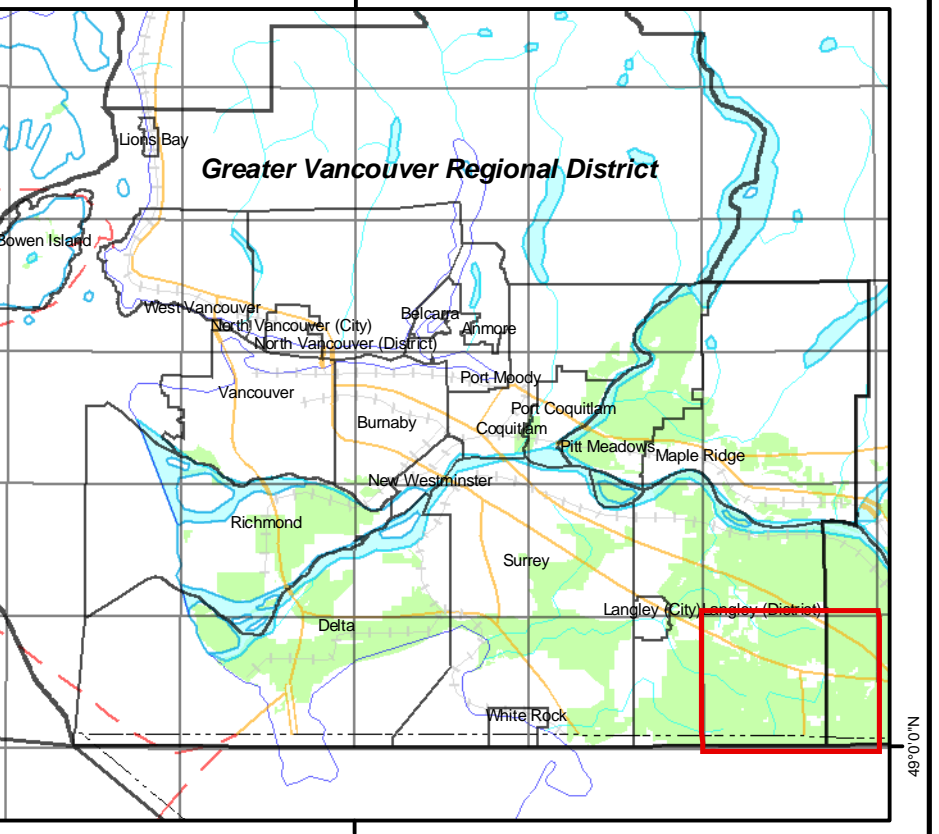 Lions Bay
Greater Vancouver Regional District
Bowen Island
West Vancouver
North Vancouver (City)
North Vancouver (District)
Belcarra
Anmore
Port Moody
Vancouver
Burnaby
Port Coquitlam
Coquitlam
Pitt Meadows
Maple Ridge
New Westminster
Richmond
Surrey
Langley (City)
Langley (District)
Delta
White Rock
49°0'0"N